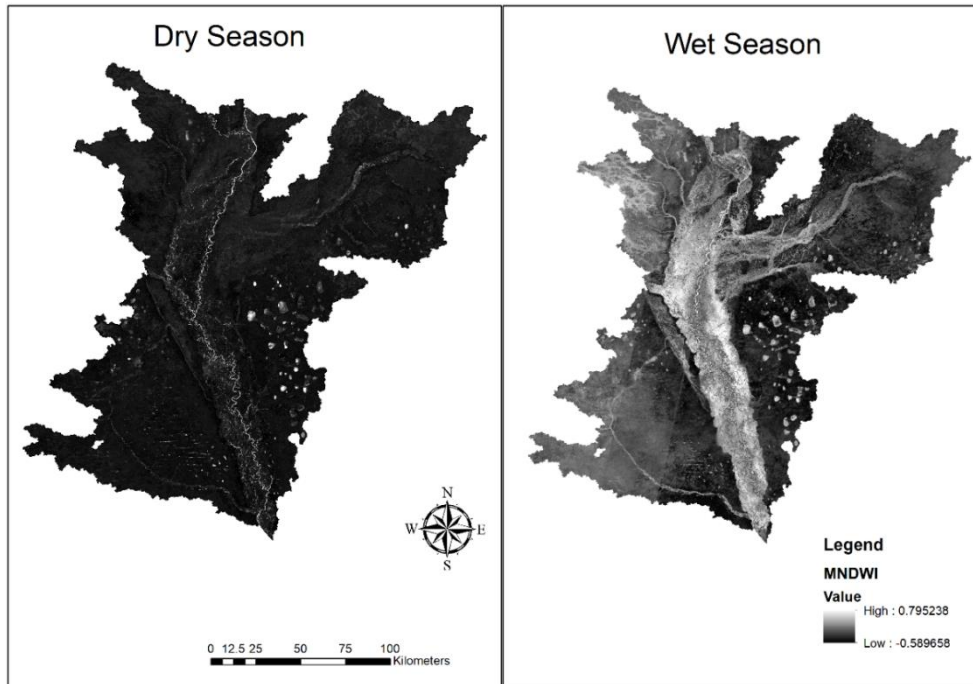 Dry Season
Wet Season
N
W E
S
Legend
MNDWI
Value
High : 0.795238
Low : -0.589658
0 12.5 25 50 75 100
Kilometers